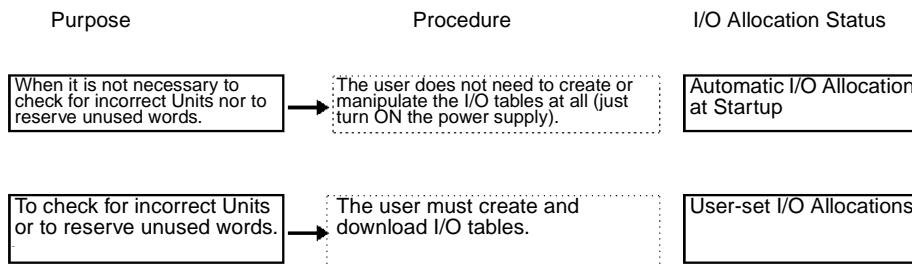 Purpose
Procedure
I/O Allocation Status
When it is not necessary to
check for incorrect Units nor to
reserve unused words.
The user does not need to create or
manipulate the I/O tables at all (just
turn ON the power supply).
Automatic I/O Allocation
at Startup
To check for incorrect Units
or to reserve unused words.
The user must create and
download I/O tables.
User-set I/O Allocations